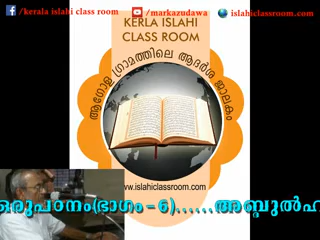 /kerala islahi class room /markazudawa islahiclassroom.com
KERLA ISLAHI
CLASS ROOM
ആഗോള ഗ്രാമത്തിലെ ആദർശ ജാലകം
www.islahiclassroom.com
ഒരുപഠനം(ഭാഗം-6)......അബ്ദുൽഹ